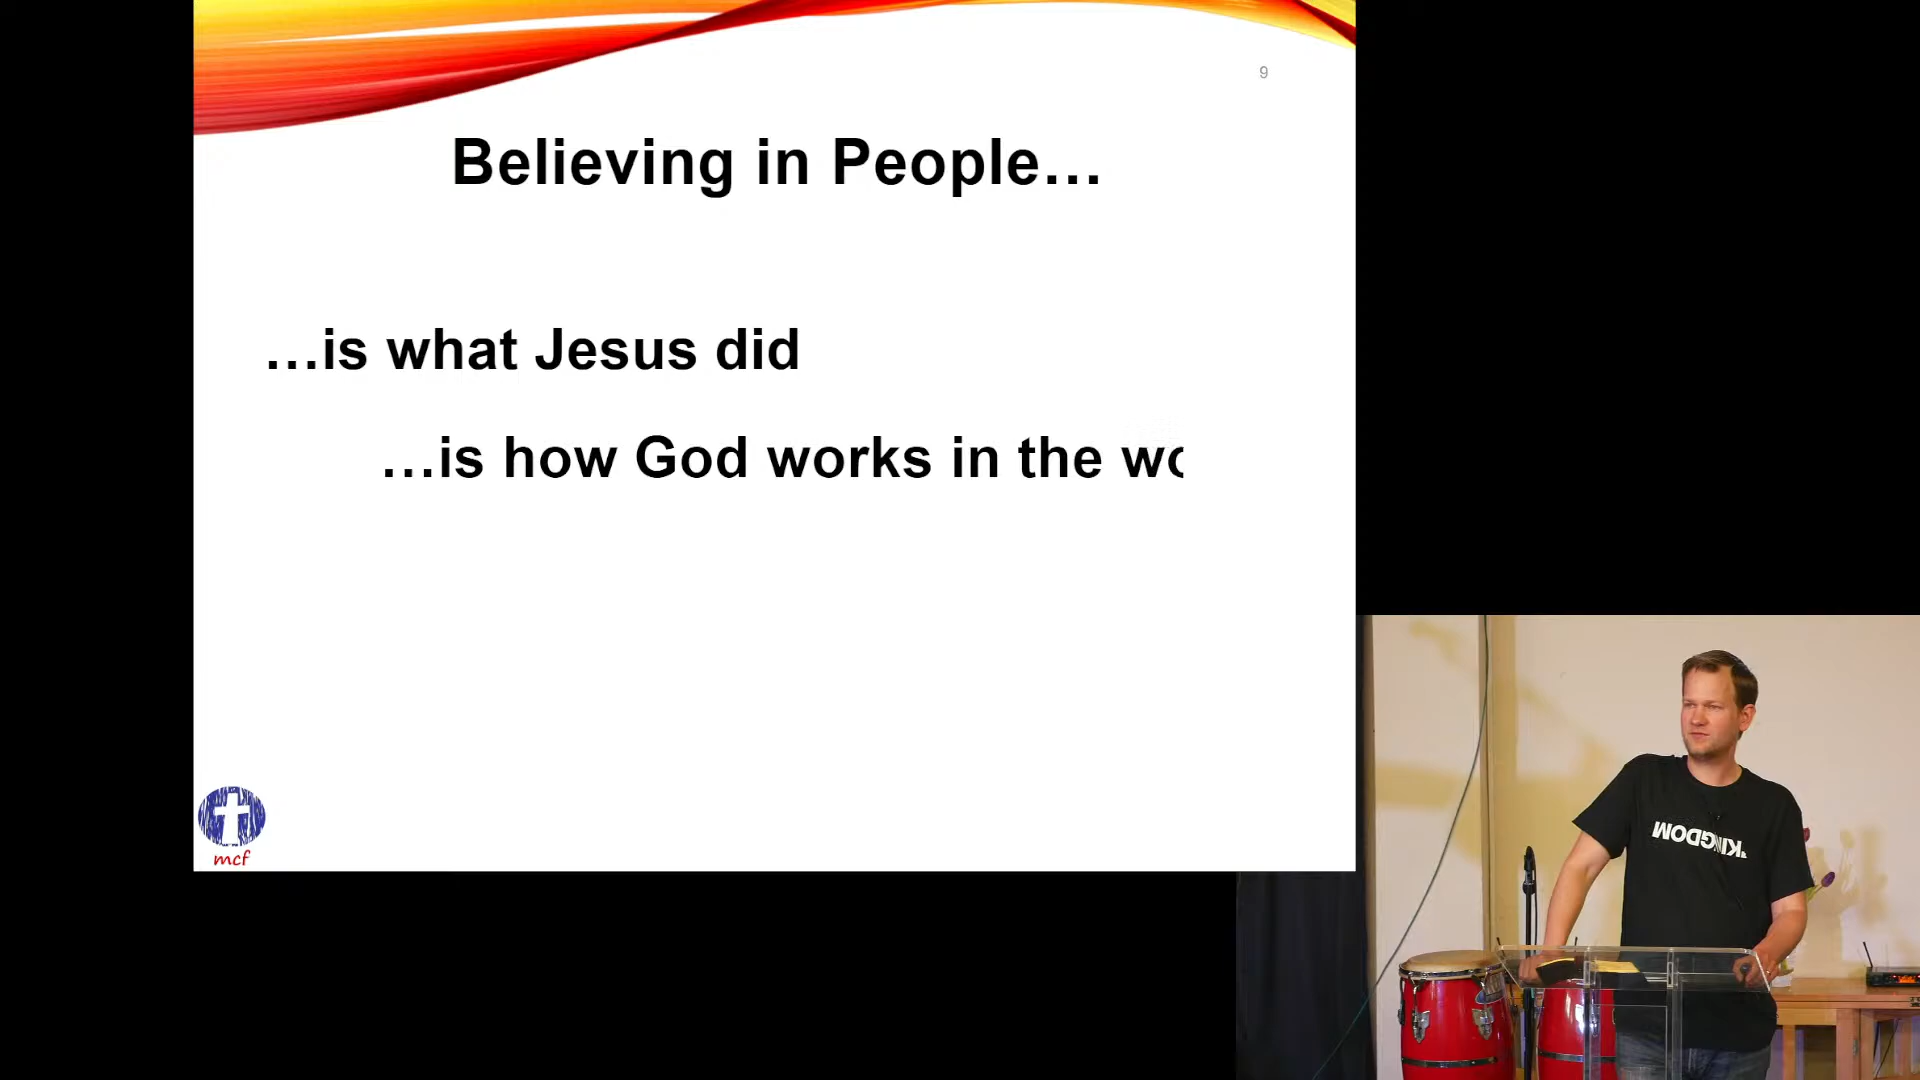 9
Believing in People…
…is what Jesus did
…is how God works in the wo
mcf
KINGDOM